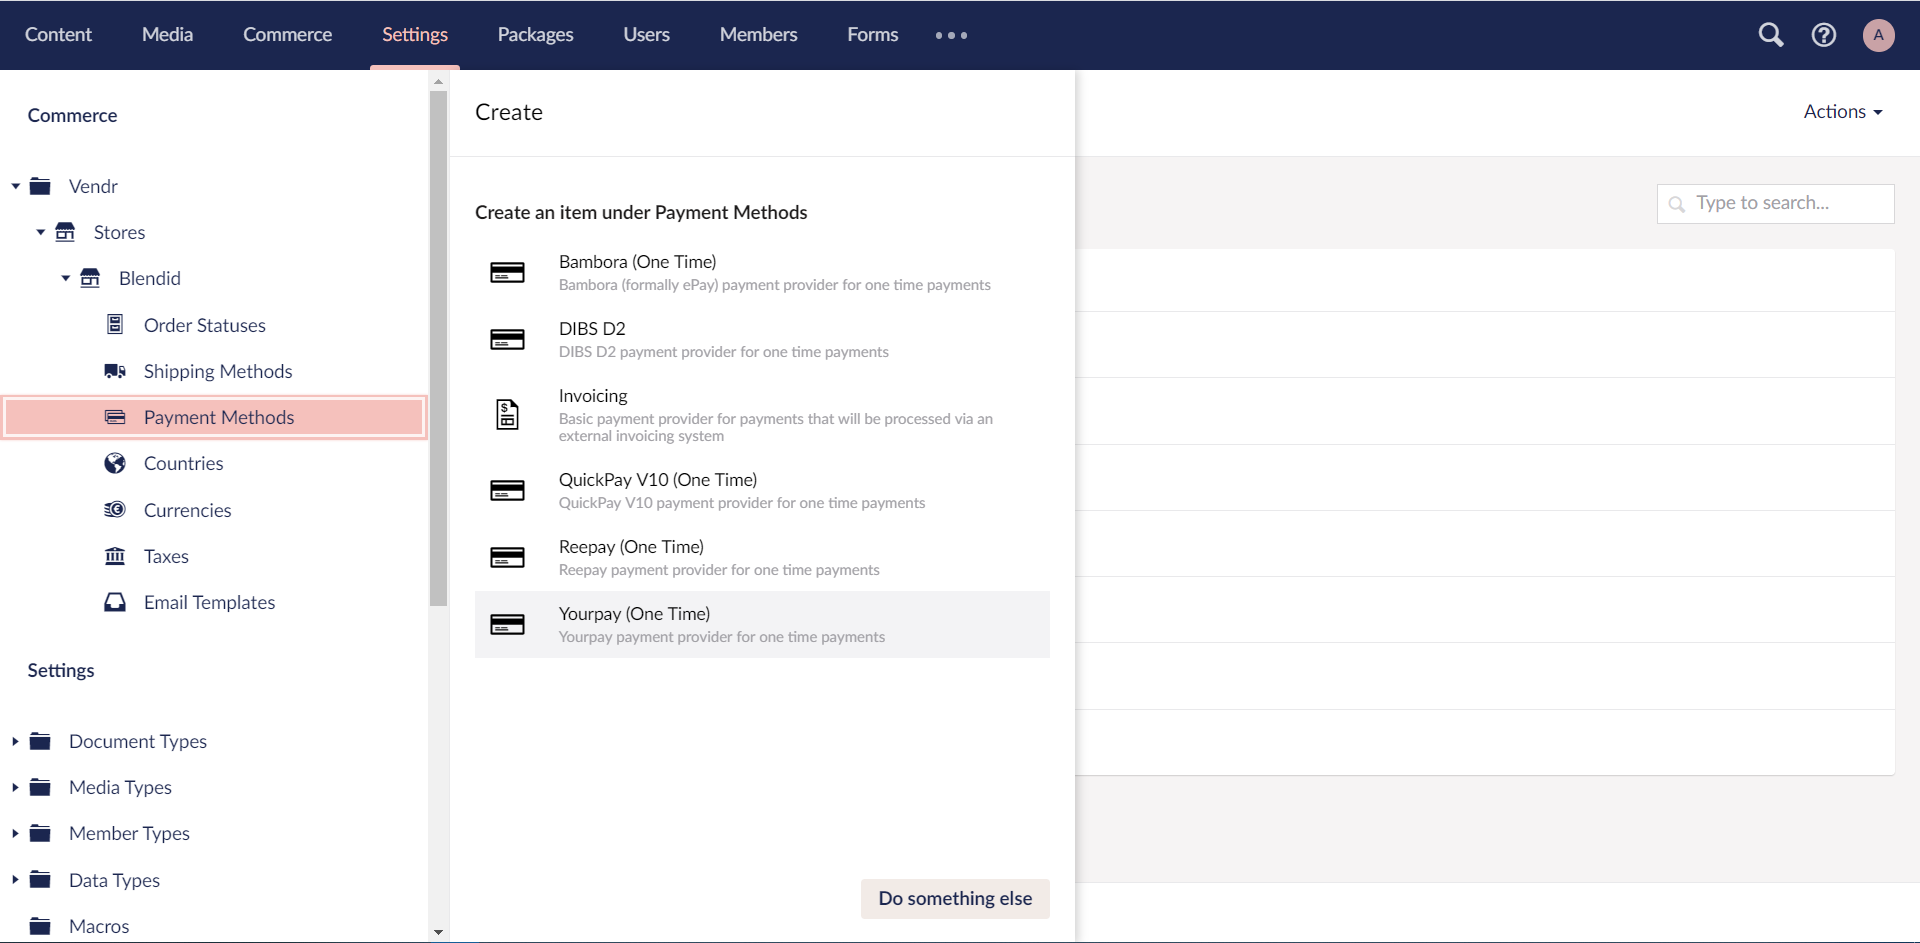 Content
Media
Commerce
Settings
Packages
Users
Members
Forms
A
Commerce
Vendr
Stores
Blendid
Order Statuses
Shipping Methods
Payment Methods
Countries
Currencies
Taxes
Email Templates
Settings
Document Types
Media Types
Member Types
Data Types
Macros
Create
Create an item under Payment Methods
Bambora (One Time)
Bambora (formally ePay) payment provider for one time payments
DIBS D2
DIBS D2 payment provider for one time payments
Invoicing
Basic payment provider for payments that will be processed via an
external invoicing system
QuickPay V10 (One Time)
QuickPay V10 payment provider for one time payments
Reepay (One Time)
Reepay payment provider for one time payments
Yourpay (One Time)
Yourpay payment provider for one time payments
Do something else
Actions
Type to search...